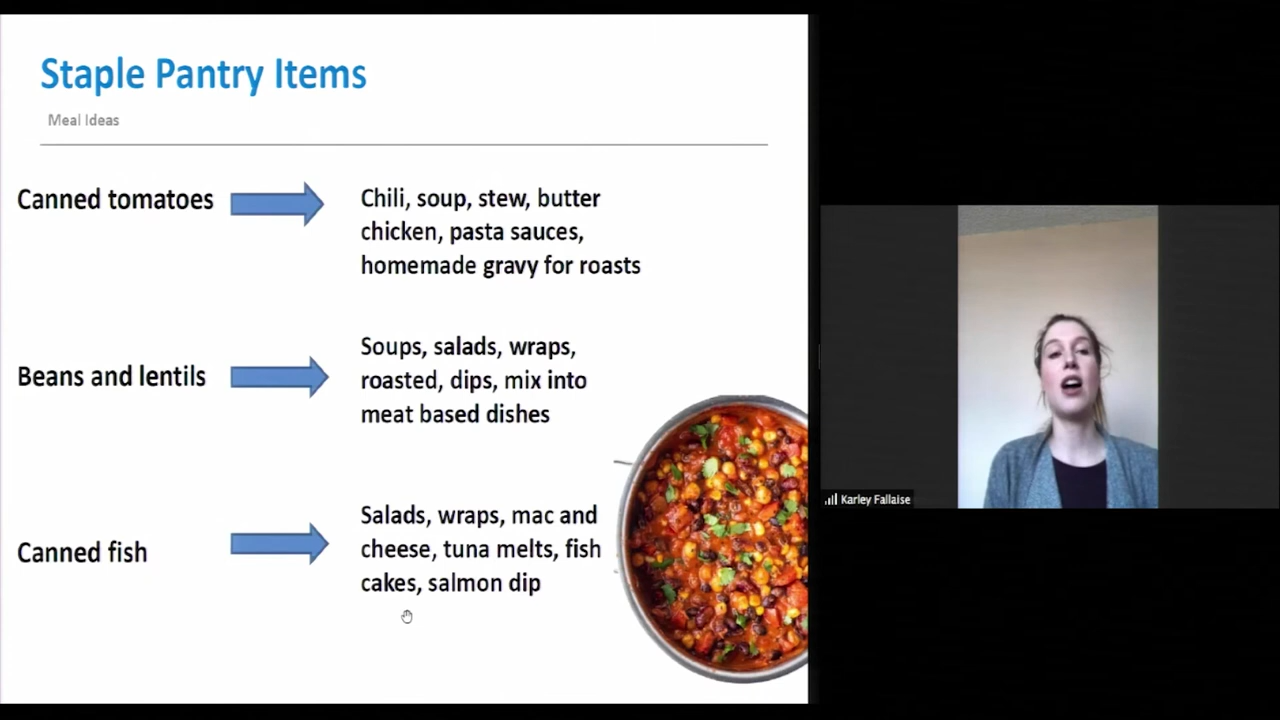 Staple Pantry Items
Meal Ideas
Canned tomatoes
Chili, soup, stew, butter
chicken, pasta sauces,
homemade gravy for roasts
Beans and lentils
Soups, salads, wraps,
roasted, dips, mix into
meat based dishes
Canned fish
Salads, wraps, mac and
cheese, tuna melts, fish
cakes, salmon dip
Karley Fallaise